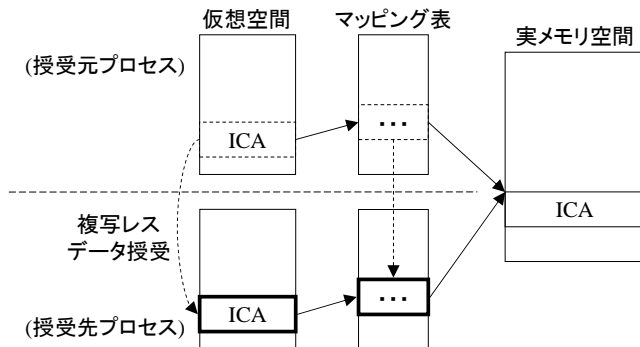 仮想空間
マッピング表
実メモリ空間
(授受元プロセス)
ICA
…
ICA
複写レス
データ授受
(授受先プロセス)
ICA
…